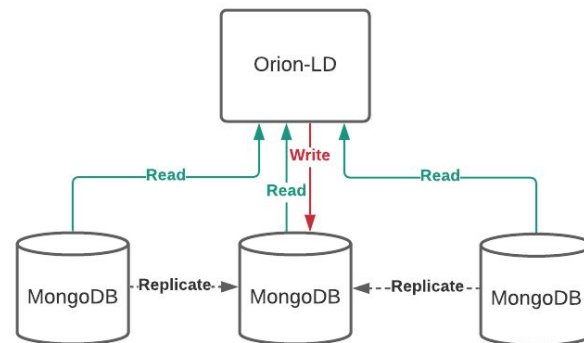 Orion-LD
Write
Read
Read
Read
Replicate
Replicate
MongoDB
MongoDB
MongoDB